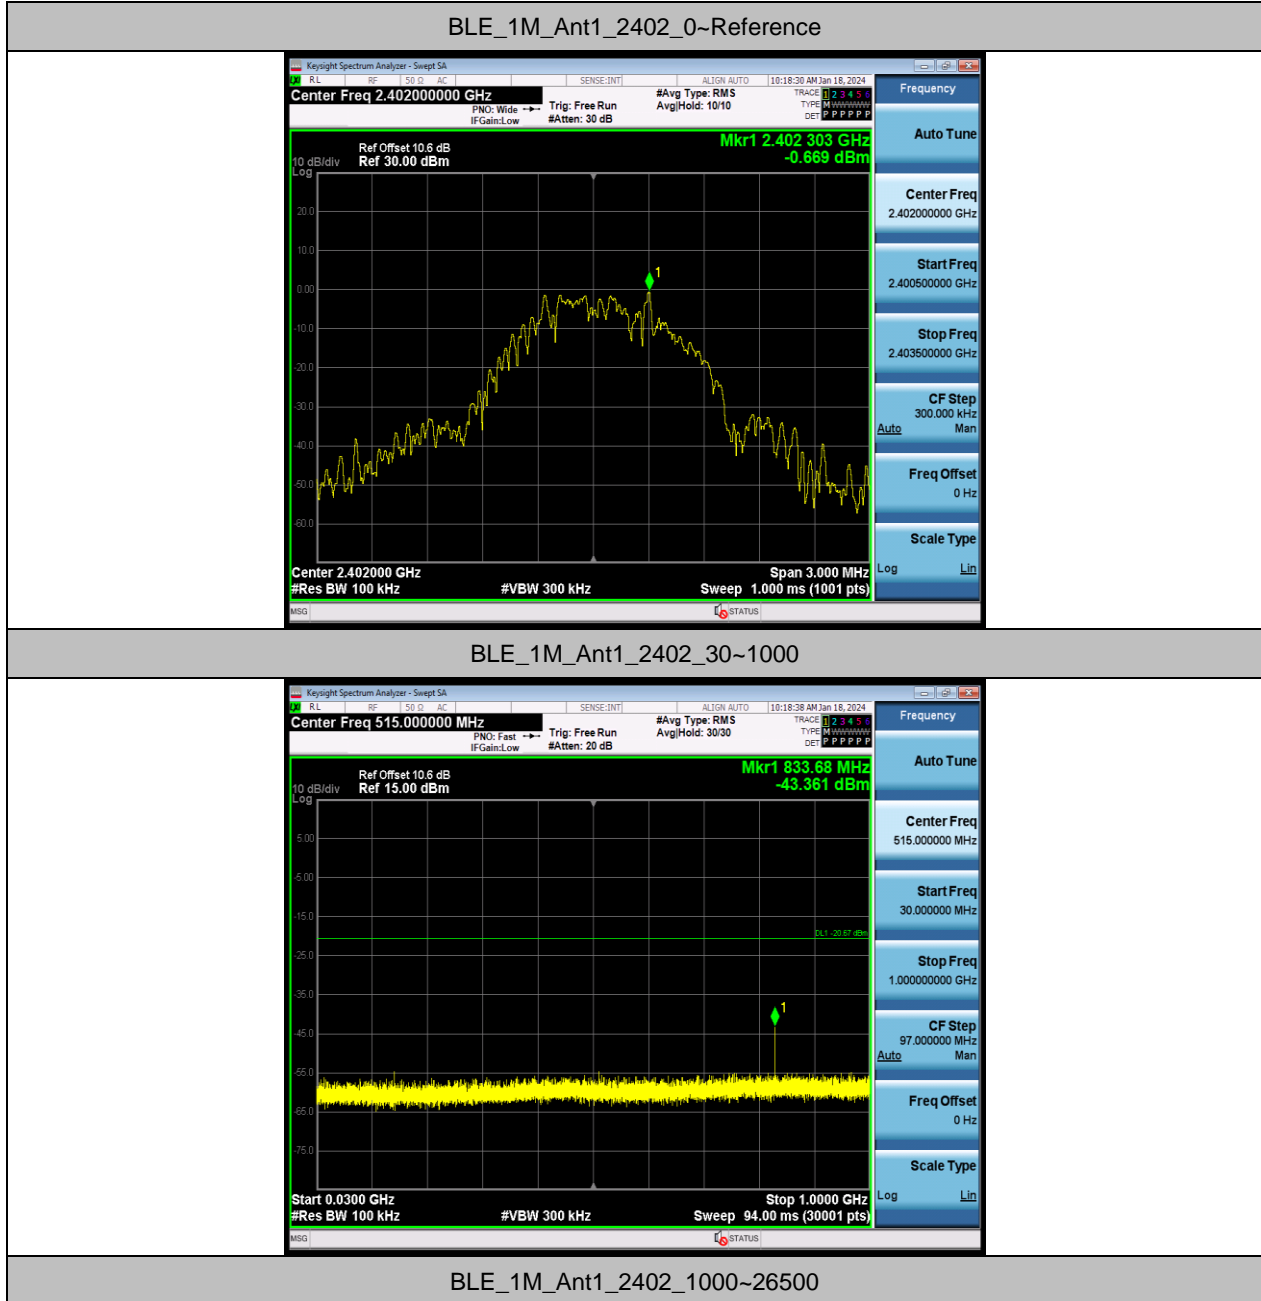 BLE_1M_Ant1_2402_0~Reference
Keysight Spectrum Analyzer - Swept SA
RL RF 50 Ω AC SENSE:INT ALIGN AUTO 10:18:30 AM Jan 18, 2024
Center Freq 2.402000000 GHz
PNO: Wide
IFGain:Low
Trig: Free Run
#Atten: 30 dB
#Avg Type: RMS
Avg|Hold: 10/10
TRACE 1 2 3 4 5 6
TYPE M WWWWW
DET P P P P P P
Mkr1 2.402 303 GHz
-0.669 dBm
Ref Offset 10.6 dB
10 dB/div Ref 30.00 dBm
Log
20.0
10.0
0.00
-10.0
-20.0
-30.0
-40.0
-50.0
-60.0
1
Center 2.402000 GHz Span 3.000 MHz
#Res BW 100 kHz #VBW 300 kHz Sweep 1.000 ms (1001 pts)
MSG STATUS
Frequency
Auto Tune
Center Freq
2.402000000 GHz
Start Freq
2.400500000 GHz
Stop Freq
2.403500000 GHz
CF Step
300.000 kHz
Auto Man
Freq Offset
0 Hz
Scale Type
Log Lin
BLE_1M_Ant1_2402_30~1000
Keysight Spectrum Analyzer - Swept SA
RL RF 50 Ω AC SENSE:INT ALIGN AUTO 10:18:38 AM Jan 18, 2024
Center Freq 515.000000 MHz
PNO: Fast
IFGain:Low
Trig: Free Run
#Atten: 20 dB
#Avg Type: RMS
Avg|Hold: 30/30
TRACE 1 2 3 4 5 6
TYPE M WWWWW
DET P P P P P P
Mkr1 833.68 MHz
-43.361 dBm
Ref Offset 10.6 dB
10 dB/div Ref 15.00 dBm
Log
5.00
-5.00
-15.0
-25.0
-35.0
-45.0
-55.0
-65.0
-75.0
DL1 -20.67 dBm
1
Start 0.0300 GHz Stop 1.0000 GHz
#Res BW 100 kHz #VBW 300 kHz Sweep 94.00 ms (30001 pts)
MSG STATUS
Frequency
Auto Tune
Center Freq
515.000000 MHz
Start Freq
30.000000 MHz
Stop Freq
1.000000000 GHz
CF Step
97.000000 MHz
Auto Man
Freq Offset
0 Hz
Scale Type
Log Lin
BLE_1M_Ant1_2402_1000~26500